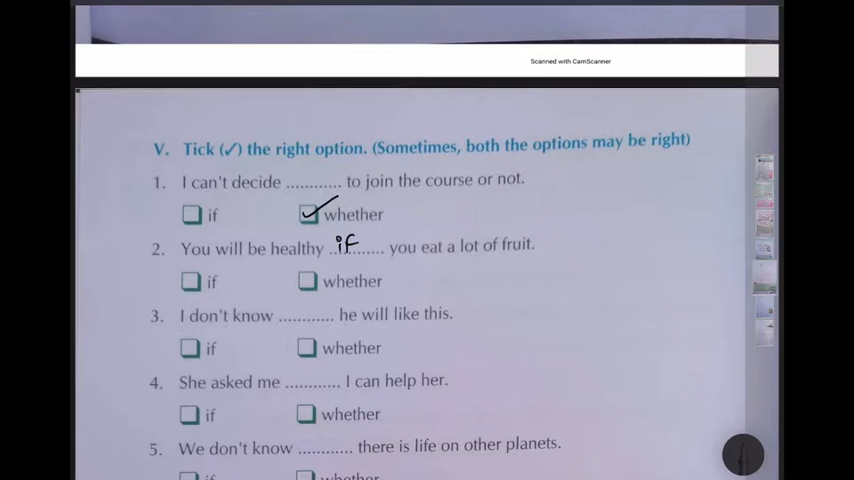 Scanned with CamScanner
V. Tick (✓) the right option. (Sometimes, both the options may be right)
1. I can't decide ............ to join the course or not.
if whether
2. You will be healthy ..if........ you eat a lot of fruit.
if whether
3. I don't know ............ he will like this.
if whether
4. She asked me ............ I can help her.
if whether
5. We don't know ............ there is life on other planets.
if whether